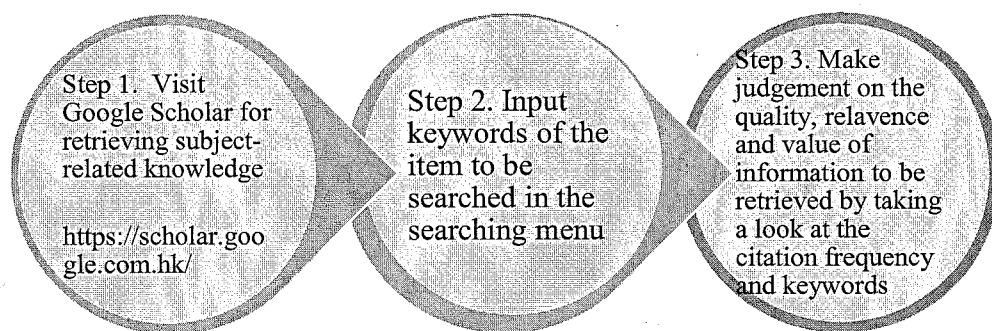 Step 1.  Visit
Google Scholar for
retrieving subject-
related knowledge
https://scholar.goo
gle.com.hk/
Step 2. Input
keywords of the
item to be
searched in the
searching menu
Step 3. Make
judgement on the
quality, relavence
and value of
information to be
retrieved by taking
a look at the
citation frequency
and keywords